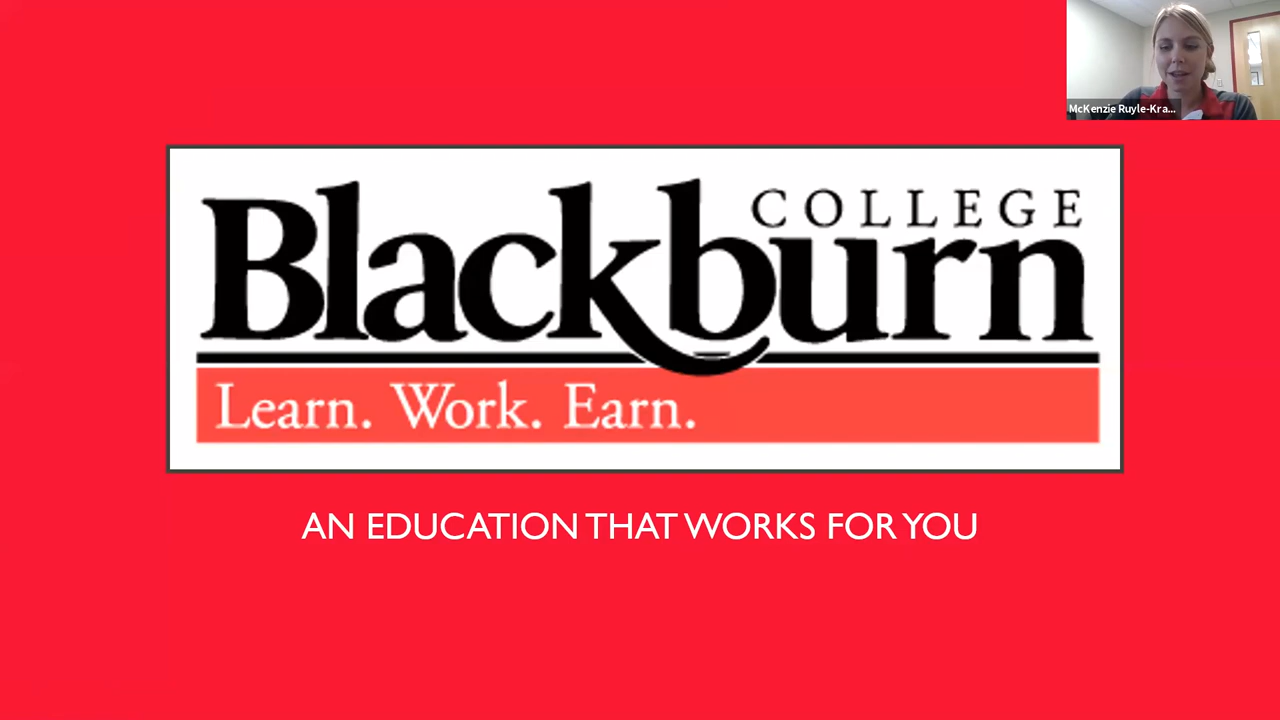 McKenzie Ruyle-Kra...
COLLEGE
Blackburn
Learn. Work. Earn.
AN EDUCATION THAT WORKS FOR YOU